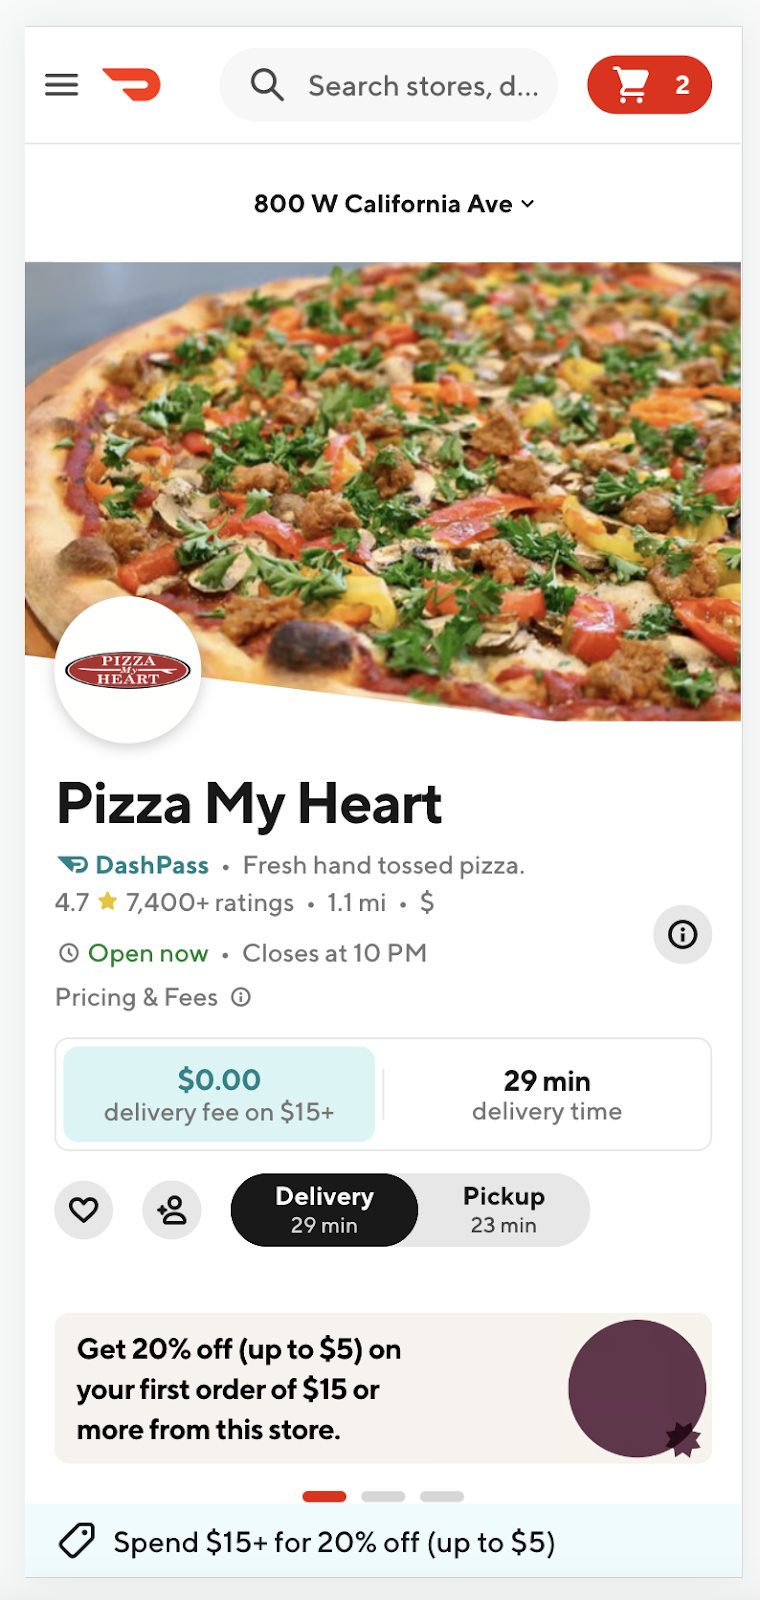 Search stores, d...
2
800 W California Ave
PIZZA
My
HEART
Pizza My Heart
DashPass • Fresh hand tossed pizza.
4.7 ★ 7,400+ ratings • 1.1 mi • $
Open now • Closes at 10 PM
Pricing & Fees
$0.00
delivery fee on $15+
29 min
delivery time
Delivery
29 min
Pickup
23 min
Get 20% off (up to $5) on
your first order of $15 or
more from this store.
Spend $15+ for 20% off (up to $5)